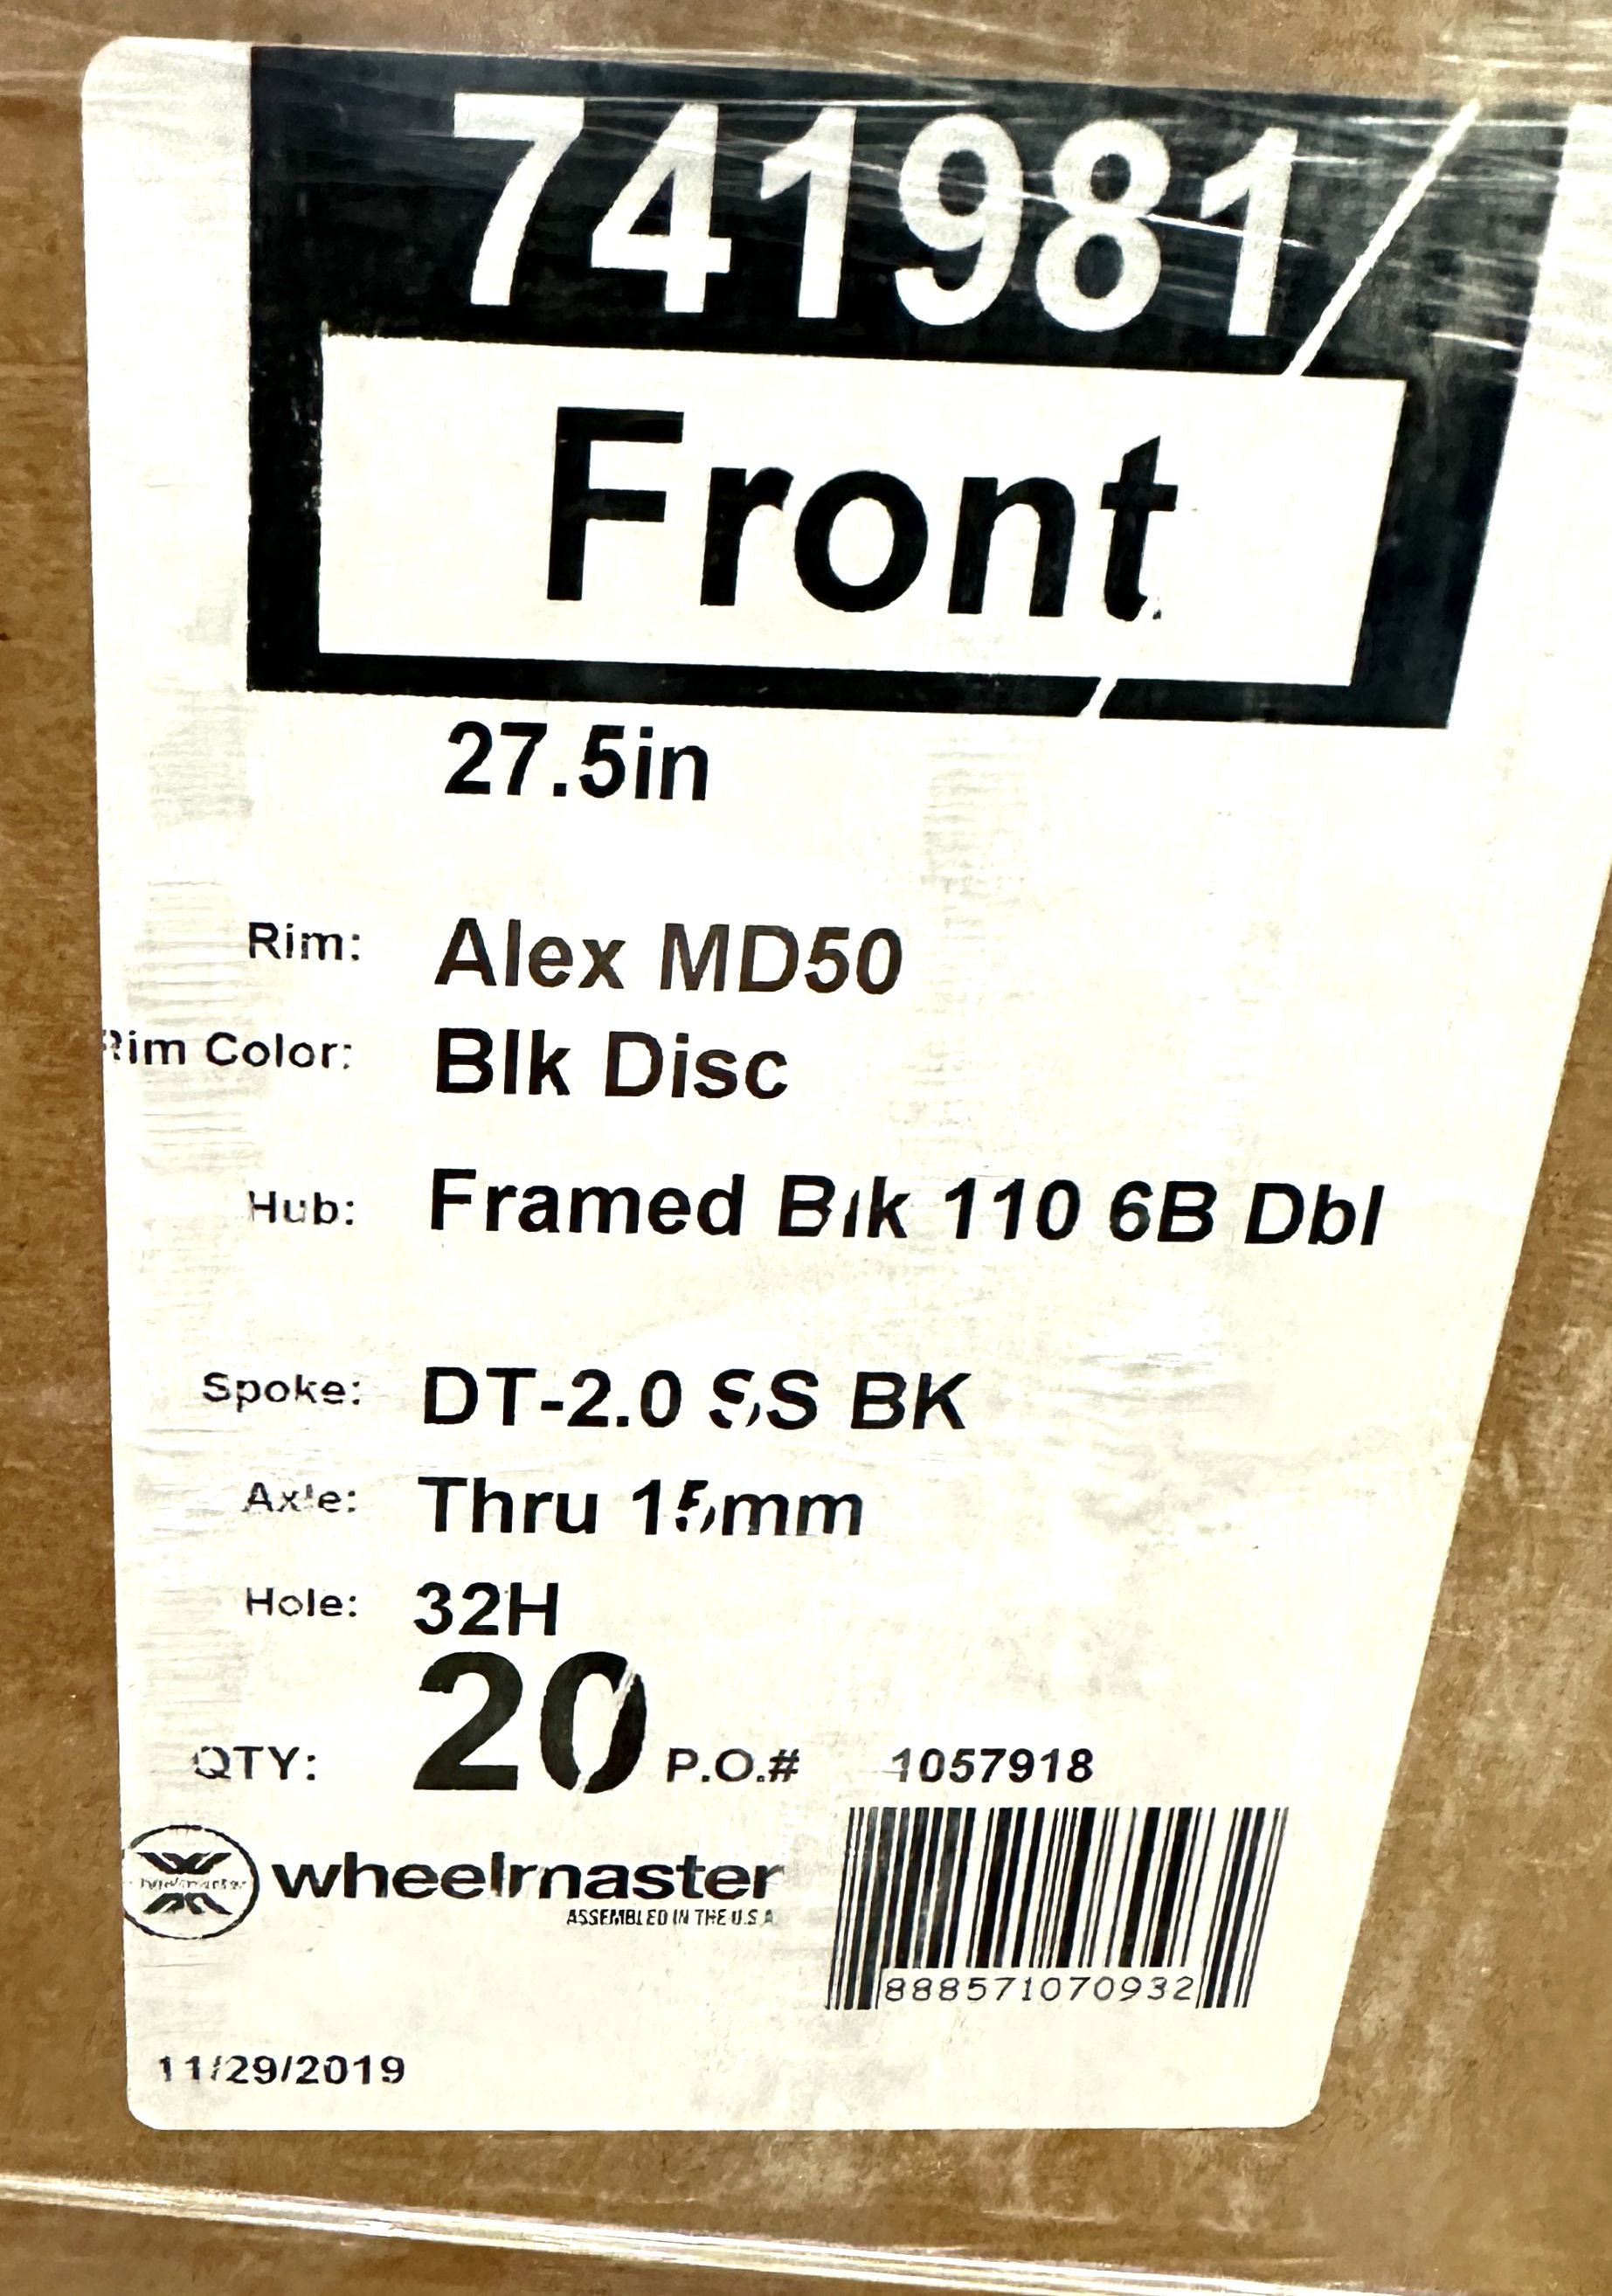 741981
Front
27.5in
Rim: Alex MD50
Rim Color: Blk Disc
Hub: Framed Blk 110 6B Dbl
Spoke: DT-2.0 SS BK
Axle: Thru 15mm
Hole: 32H
QTY: 20 P.O.# 1057918
wheelmaster
ASSEMBLED IN THE U.S.A
888571070932
11/29/2019